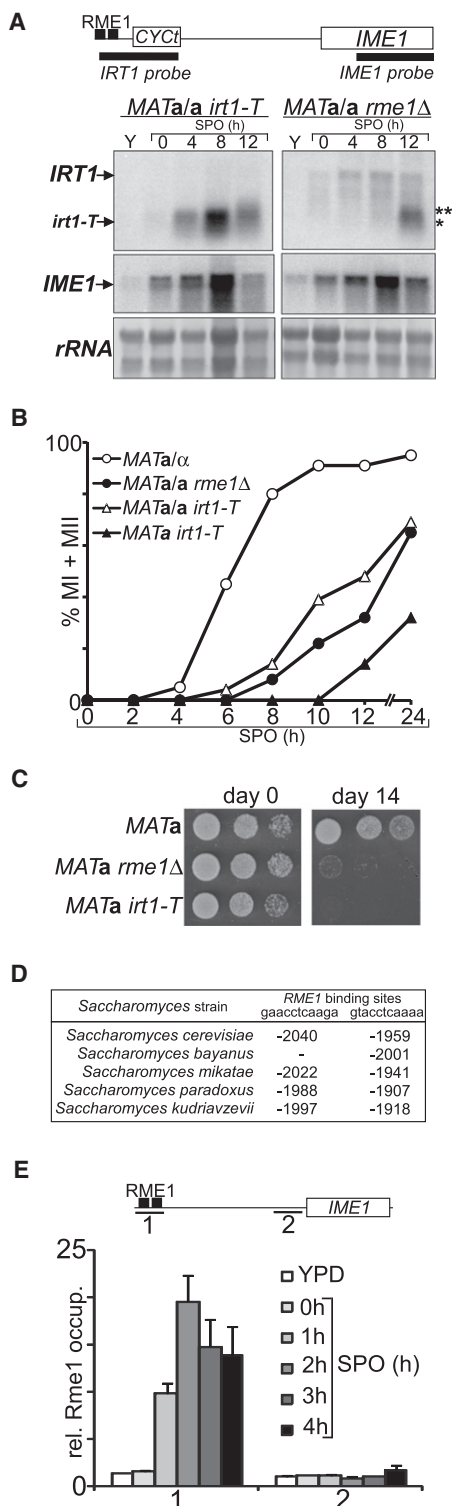 A
RME1
CYCt
IME1
IRT1 probe
IME1 probe
MATa/a irt1-T
MATa/a rme1Δ
SPO (h)
SPO (h)
Y 0 4 8 12
Y 0 4 8 12
IRT1
irt1-T
**
*
IME1
rRNA
B
100
% MI + MII
0
MATa/α
MATa/a rme1Δ
MATa/a irt1-T
MATa irt1-T
0 2 4 6 8 10 12 24
SPO (h)
C
day 0 day 14
MATa
MATa rme1Δ
MATa irt1-T
D
Saccharomyces strain RME1 binding sites
gaacctcaaga gtacctcaaaa
Saccharomyces cerevisiae -2040 -1959
Saccharomyces bayanus - -2001
Saccharomyces mikatae -2022 -1941
Saccharomyces paradoxus -1988 -1907
Saccharomyces kudriavzevii -1997 -1918
E
RME1
1
2
IME1
25
rel. Rme1 occup.
0
YPD
0h
1h
2h
3h
4h
SPO (h)
1 2